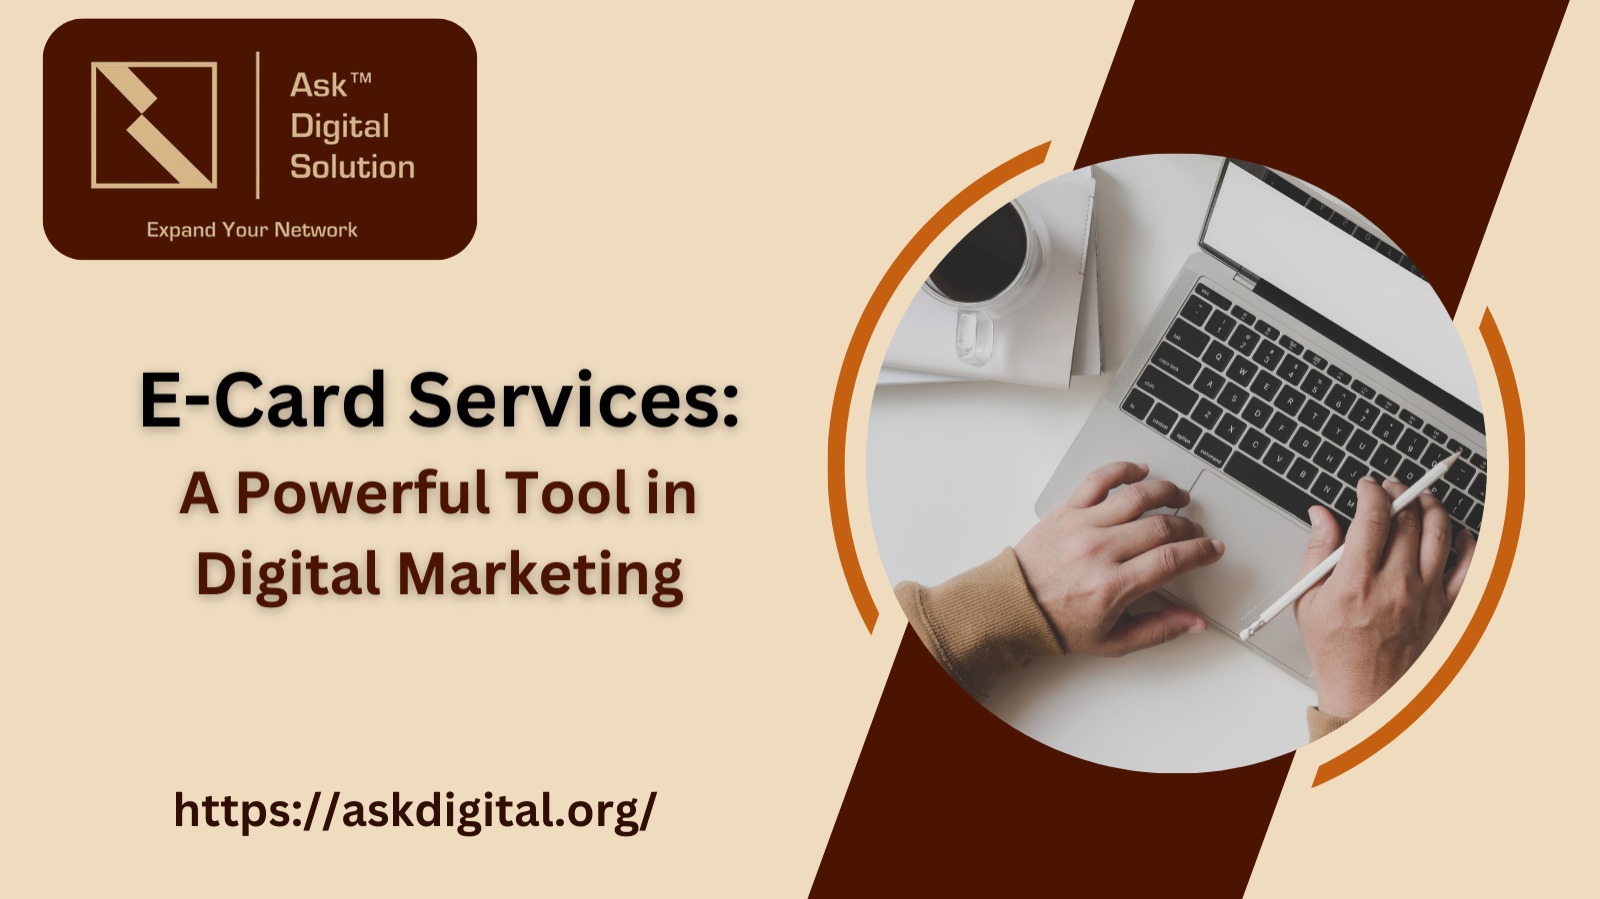 Ask™
Digital
Solution
Expand Your Network
E-Card Services:
A Powerful Tool in
Digital Marketing
https://askdigital.org/